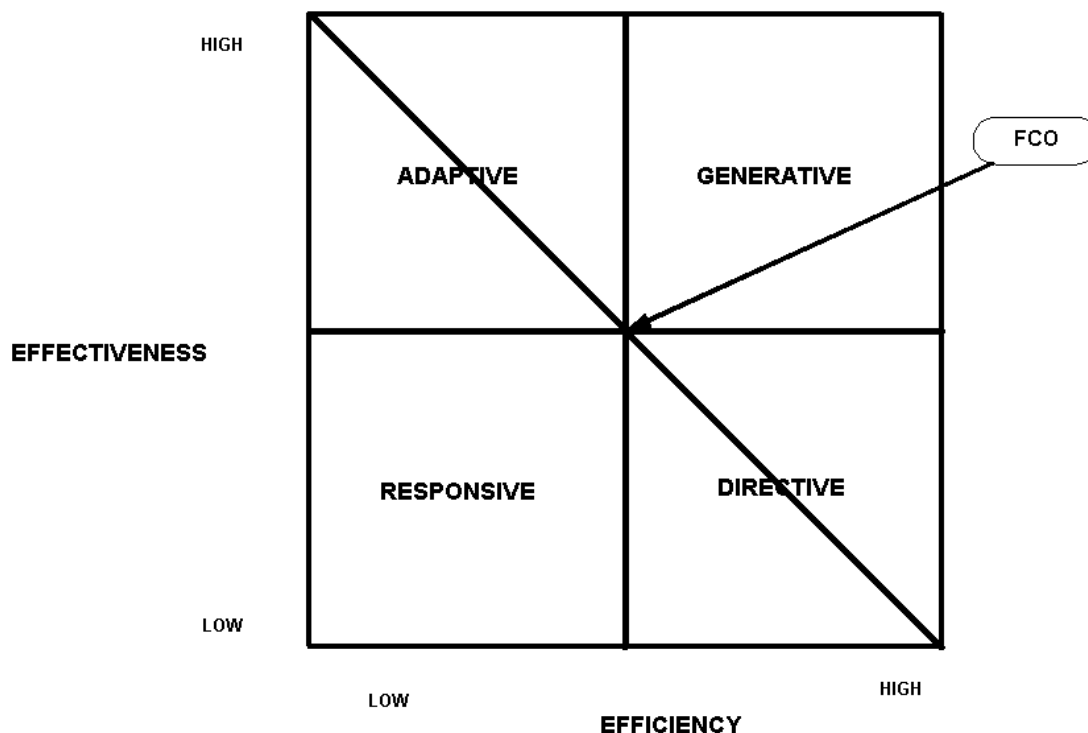 HIGH
FCO
ADAPTIVE
GENERATIVE
EFFECTIVENESS
RESPONSIVE
DIRECTIVE
LOW
LOW
HIGH
EFFICIENCY